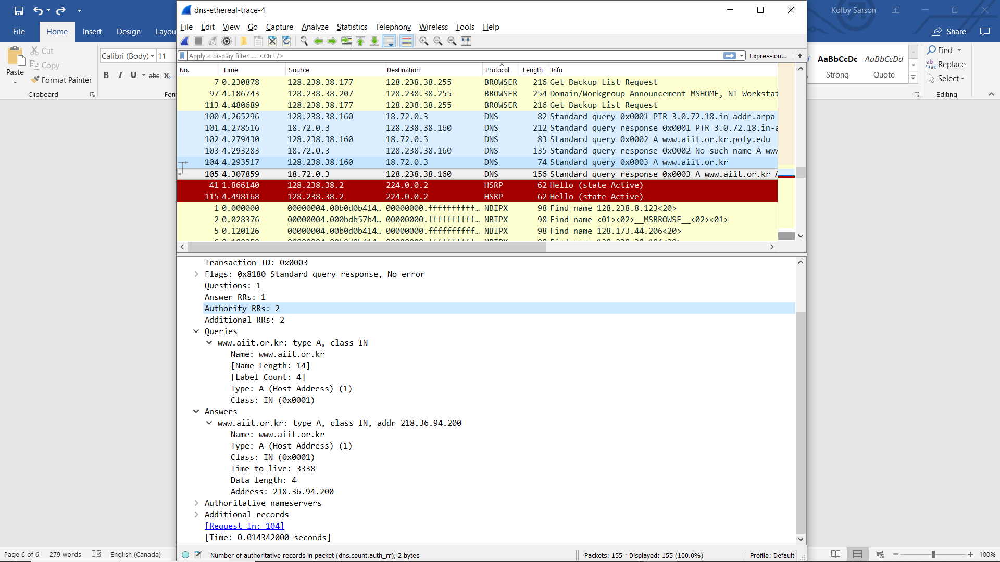 dns-ethereal-trace-4
Kolby Sarson
File Edit View Go Capture Analyze Statistics Telephony Wireless Tools Help
File Home Insert Design Layou
Share
Paste
Cut
Copy
Format Painter
Clipboard
Calibri (Body) 11
B I U abc x₂
Fon
Apply a display filter ... <Ctrl-/>
Expression... +
AaBbCcDc AaBbCcDd
Strong Quote
Find
Replace
Select
Editing
No. Time Source Destination Protocol Length Info
7 0.230878 128.238.38.177 128.238.38.255 BROWSER 216 Get Backup List Request
97 4.186743 128.238.38.207 128.238.38.255 BROWSER 254 Domain/Workgroup Announcement MSHOME, NT Workstat
113 4.480689 128.238.38.177 128.238.38.255 BROWSER 216 Get Backup List Request
100 4.265296 128.238.38.160 18.72.0.3 DNS 82 Standard query 0x0001 PTR 3.0.72.18.in-addr.arpa
101 4.278516 18.72.0.3 128.238.38.160 DNS 212 Standard query response 0x0001 PTR 3.0.72.18.in-a
102 4.279430 128.238.38.160 18.72.0.3 DNS 83 Standard query 0x0002 A www.aiit.or.kr.poly.edu
103 4.293283 18.72.0.3 128.238.38.160 DNS 135 Standard query response 0x0002 No such name A www
104 4.293517 128.238.38.160 18.72.0.3 DNS 74 Standard query 0x0003 A www.aiit.or.kr
105 4.307859 18.72.0.3 128.238.38.160 DNS 156 Standard query response 0x0003 A www.aiit.or.kr A
41 1.866140 128.238.38.2 224.0.0.2 HSRP 62 Hello (state Active)
115 4.498168 128.238.38.2 224.0.0.2 HSRP 62 Hello (state Active)
1 0.000000 00000004.00b0d0b414… 00000000.ffffffffff… NBIPX 98 Find name 128.238.8.123<20>
2 0.028376 00000004.000bdb57b4… 00000000.ffffffffff… NBIPX 98 Find name <01><02>__MSBROWSE__<02><01>
5 0.120126 00000004.00b0d0b414… 00000000.ffffffffff… NBIPX 98 Find name 128.173.44.206<20>
Transaction ID: 0x0003
Flags: 0x8180 Standard query response, No error
Questions: 1
Answer RRs: 1
Authority RRs: 2
Additional RRs: 2
Queries
www.aiit.or.kr: type A, class IN
Name: www.aiit.or.kr
[Name Length: 14]
[Label Count: 4]
Type: A (Host Address) (1)
Class: IN (0x0001)
Answers
www.aiit.or.kr: type A, class IN, addr 218.36.94.200
Name: www.aiit.or.kr
Type: A (Host Address) (1)
Class: IN (0x0001)
Time to live: 3338
Data length: 4
Address: 218.36.94.200
Authoritative nameservers
Additional records
[Request In: 104]
[Time: 0.014342000 seconds]
Number of authoritative records in packet (dns.count.auth_rr), 2 bytes
Packets: 155 · Displayed: 155 (100.0%)
Profile: Default
Page 6 of 6 279 words English (Canada)
100%